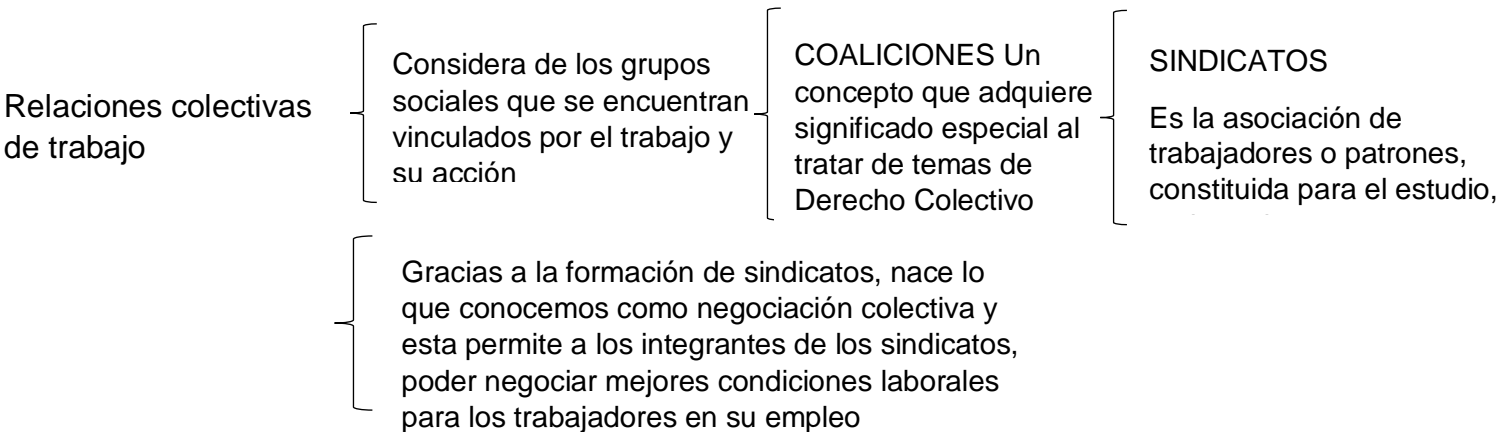 Relaciones colectivas
de trabajo
Considera de los grupos
sociales que se encuentran
vinculados por el trabajo y
su acción
COALICIONES Un
concepto que adquiere
significado especial al
tratar de temas de
Derecho Colectivo
SINDICATOS
Es la asociación de
trabajadores o patrones,
constituida para el estudio,
Gracias a la formación de sindicatos, nace lo
que conocemos como negociación colectiva y
esta permite a los integrantes de los sindicatos,
poder negociar mejores condiciones laborales
para los trabajadores en su empleo